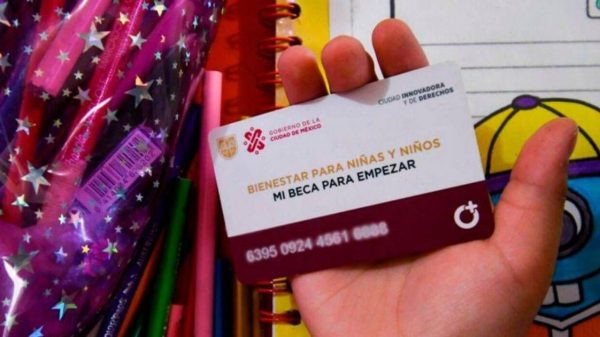 GOBIERNO DE LA
CIUDAD DE MÉXICO
CIUDAD INNOVADORA
Y DE DERECHOS
BIENESTAR PARA NIÑAS Y NIÑOS
MI BECA PARA EMPEZAR
6395 0924 4561